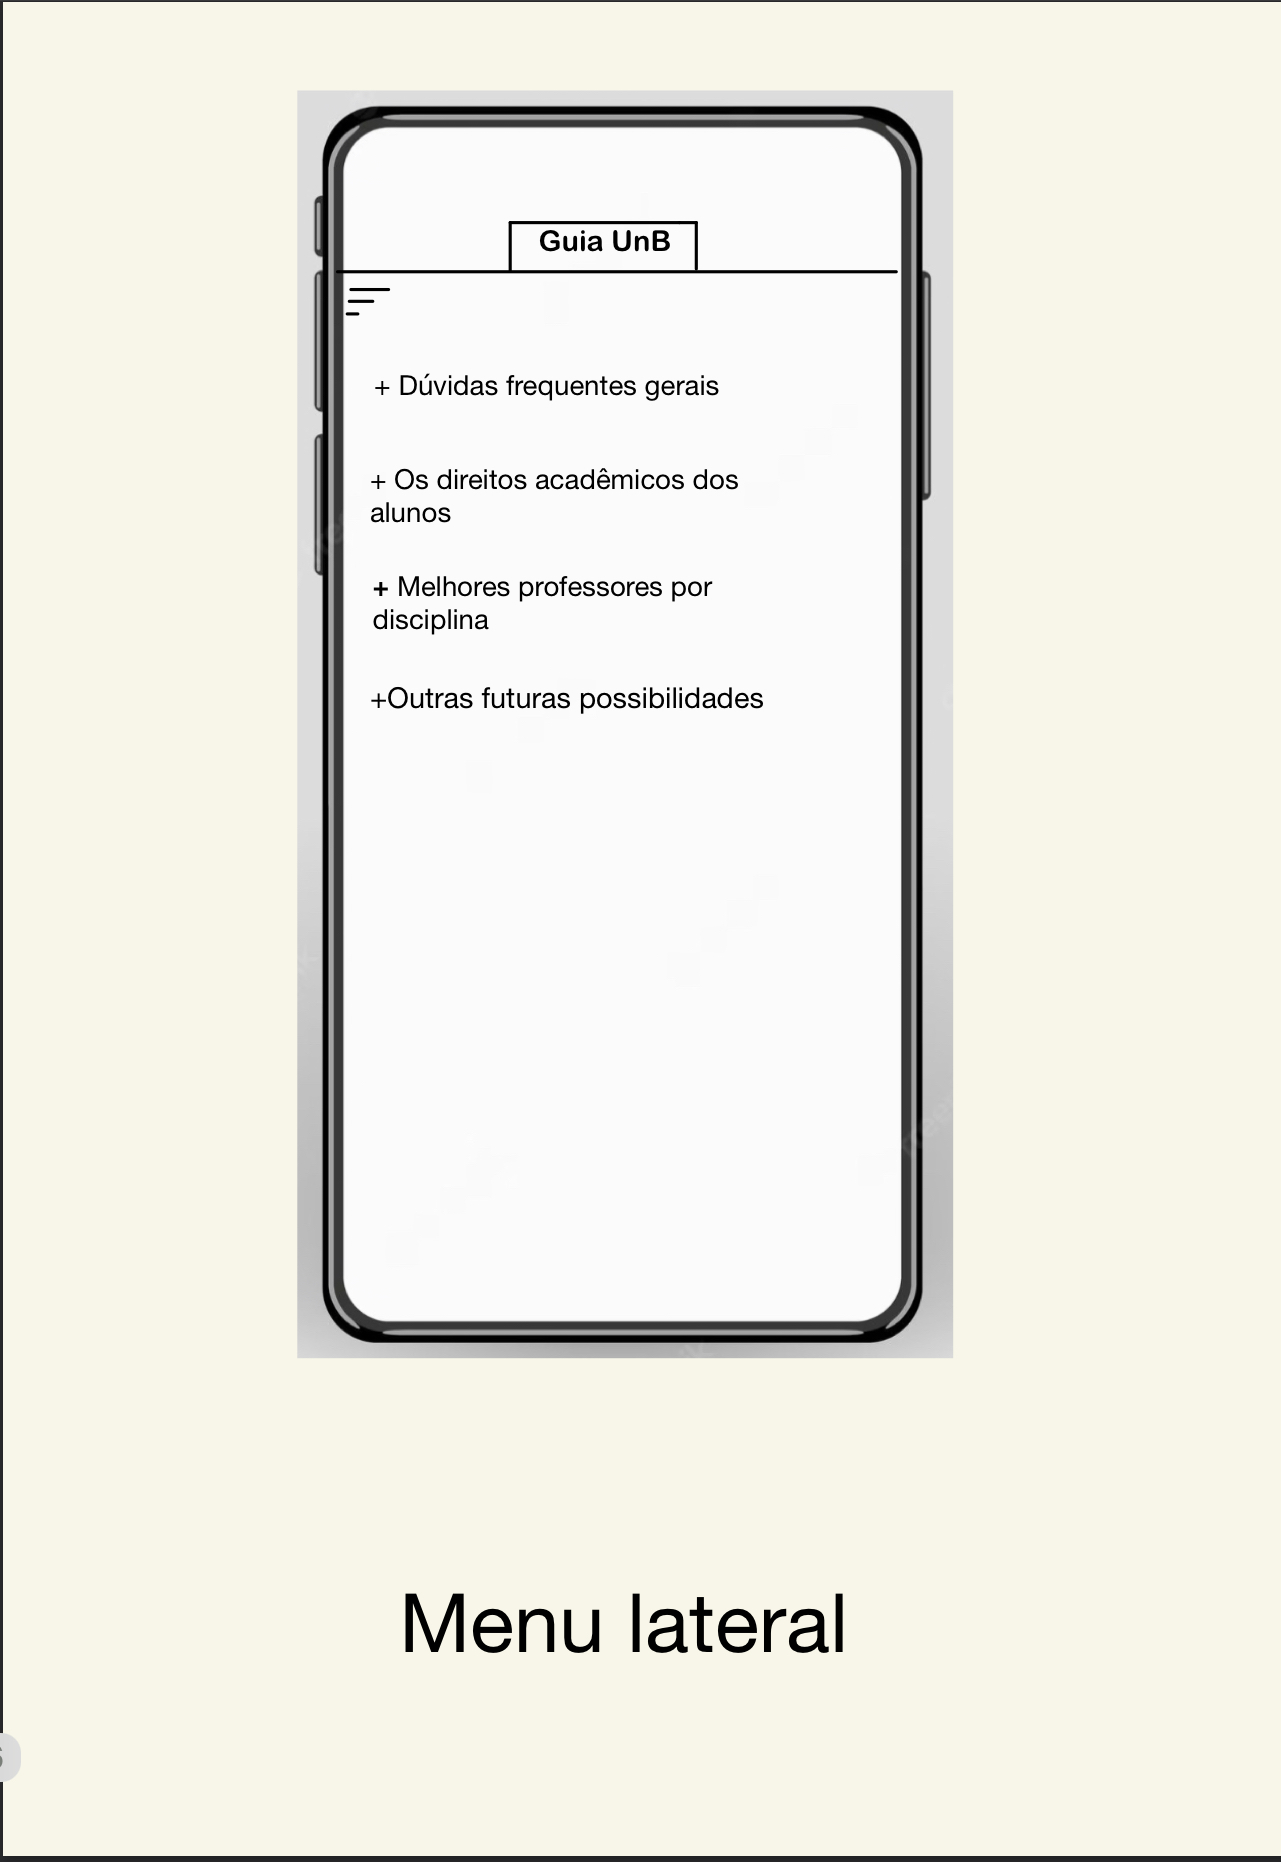 Guia UnB
+ Dúvidas frequentes gerais
+ Os direitos acadêmicos dos
alunos
+ Melhores professores por
disciplina
+Outras futuras possibilidades
Menu lateral